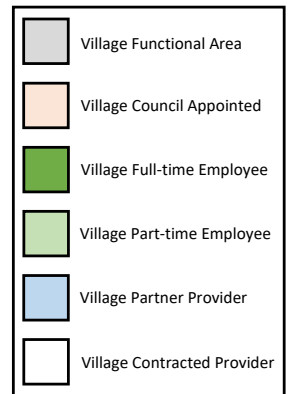 Village Functional Area
Village Council Appointed
Village Full-time Employee
Village Part-time Employee
Village Partner Provider
Village Contracted Provider